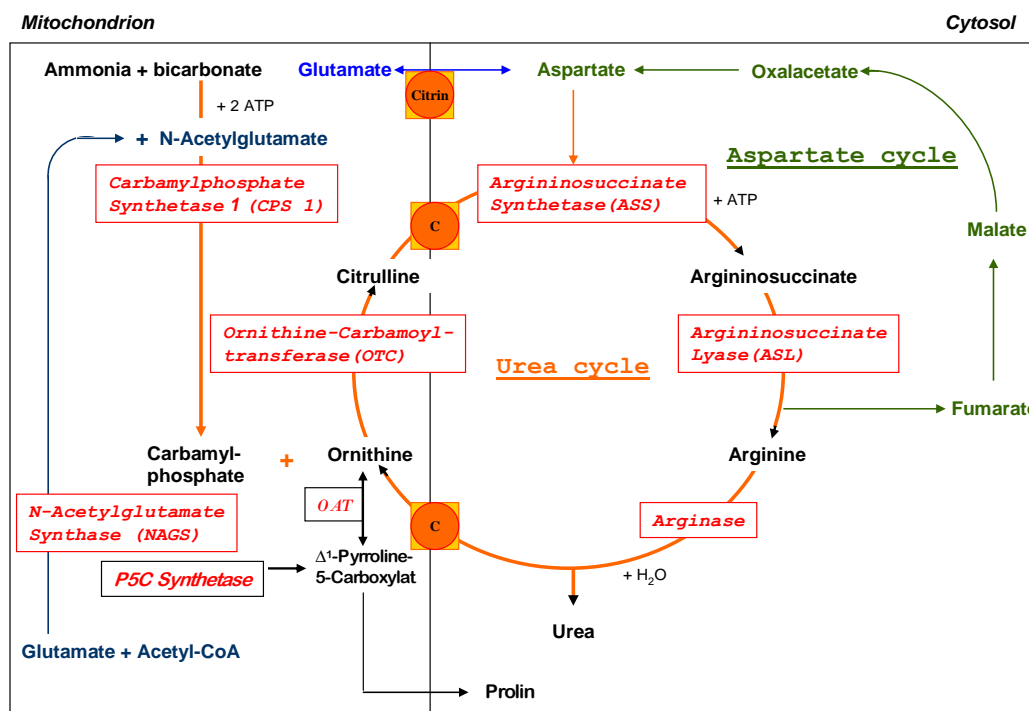 Mitochondrion
Cytosol
Ammonia + bicarbonate
Glutamate
Citrin
Aspartate
Oxalacetate
+ 2 ATP
+ N-Acetylglutamate
Aspartate cycle
Carbamylphosphate
Synthetase 1 (CPS 1)
Argininosuccinate
Synthetase(ASS)
+ ATP
C
Malate
Citrulline
Argininosuccinate
Ornithine-Carbamoyl-
transferase(OTC)
Argininosuccinate
Lyase(ASL)
Urea cycle
Fumarate
Carbamyl-
phosphate
+
Ornithine
Arginine
OAT
N-Acetylglutamate
Synthase (NAGS)
C
Arginase
Δ¹-Pyrroline-
5-Carboxylat
P5C Synthetase
+ H₂O
Urea
Glutamate + Acetyl-CoA
Prolin